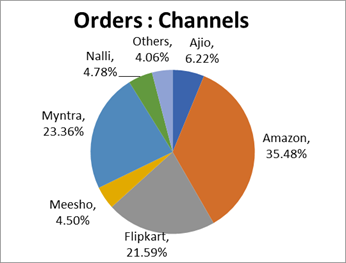 Orders : Channels
Others,
4.06%
Ajio,
6.22%
Nalli,
4.78%
Amazon,
35.48%
Myntra,
23.36%
Meesho,
4.50%
Flipkart,
21.59%